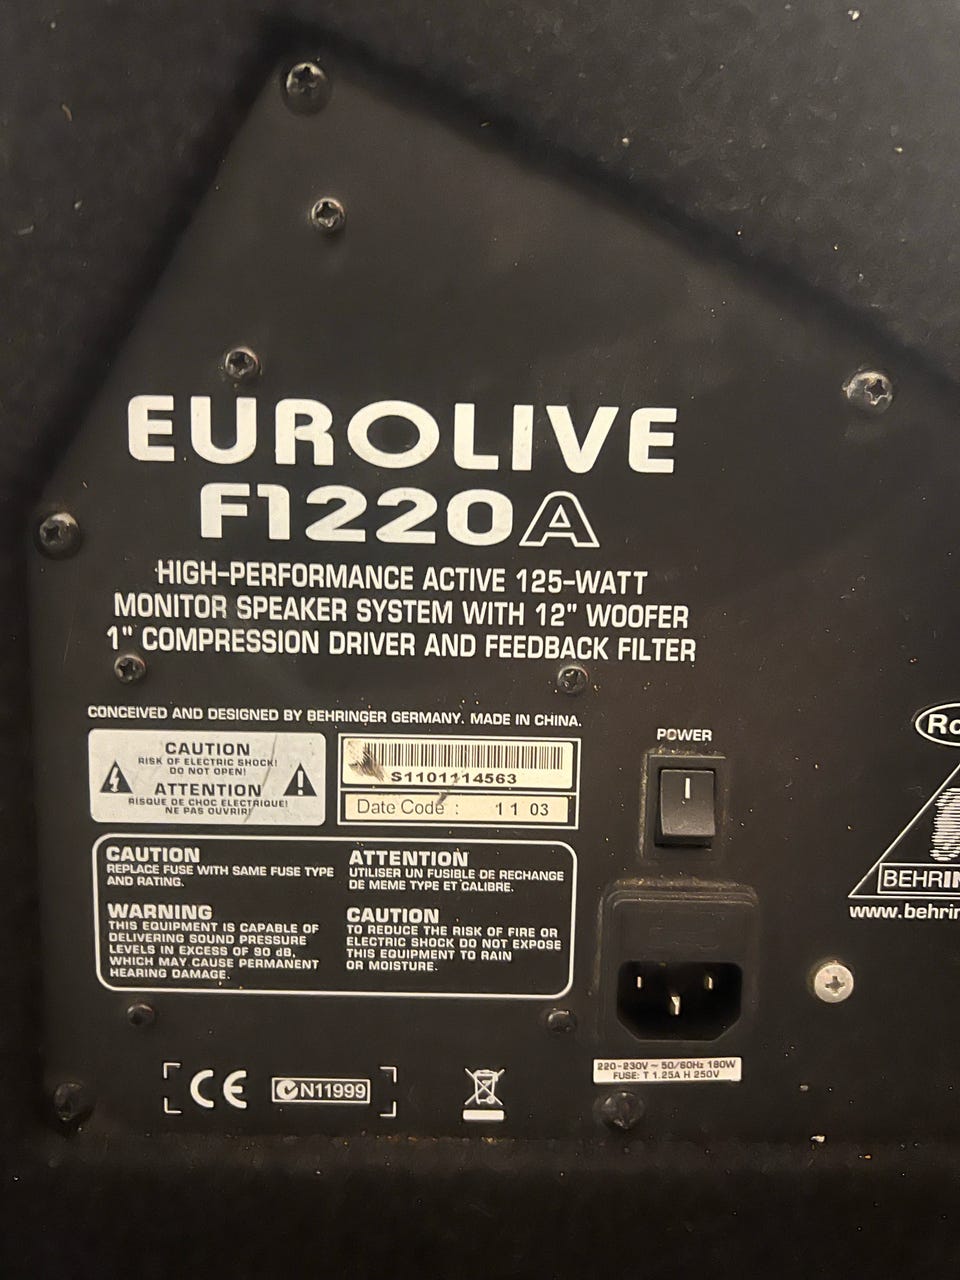 EUROLIVE
F1220A
HIGH-PERFORMANCE ACTIVE 125-WATT
MONITOR SPEAKER SYSTEM WITH 12" WOOFER
1" COMPRESSION DRIVER AND FEEDBACK FILTER
CONCEIVED AND DESIGNED BY BEHRINGER GERMANY. MADE IN CHINA.
CAUTION
RISK OF ELECTRIC SHOCK!
DO NOT OPEN!
ATTENTION
RISQUE DE CHOC ELECTRIQUE!
NE PAS OUVRIR!
S1101114563
Date Code : 11 03
POWER
CAUTION
REPLACE FUSE WITH SAME FUSE TYPE
AND RATING.
ATTENTION
UTILISER UN FUSIBLE DE RECHANGE
DE MEME TYPE ET CALIBRE.
WARNING
THIS EQUIPMENT IS CAPABLE OF
DELIVERING SOUND PRESSURE
LEVELS IN EXCESS OF 90 dB,
WHICH MAY CAUSE PERMANENT
HEARING DAMAGE.
CAUTION
TO REDUCE THE RISK OF FIRE OR
ELECTRIC SHOCK DO NOT EXPOSE
THIS EQUIPMENT TO RAIN
OR MOISTURE.
Ro
BEHRIN
www.behrin
220-230V ~ 50/60Hz 180W
FUSE: T 1.25A H 250V
CE
N11999